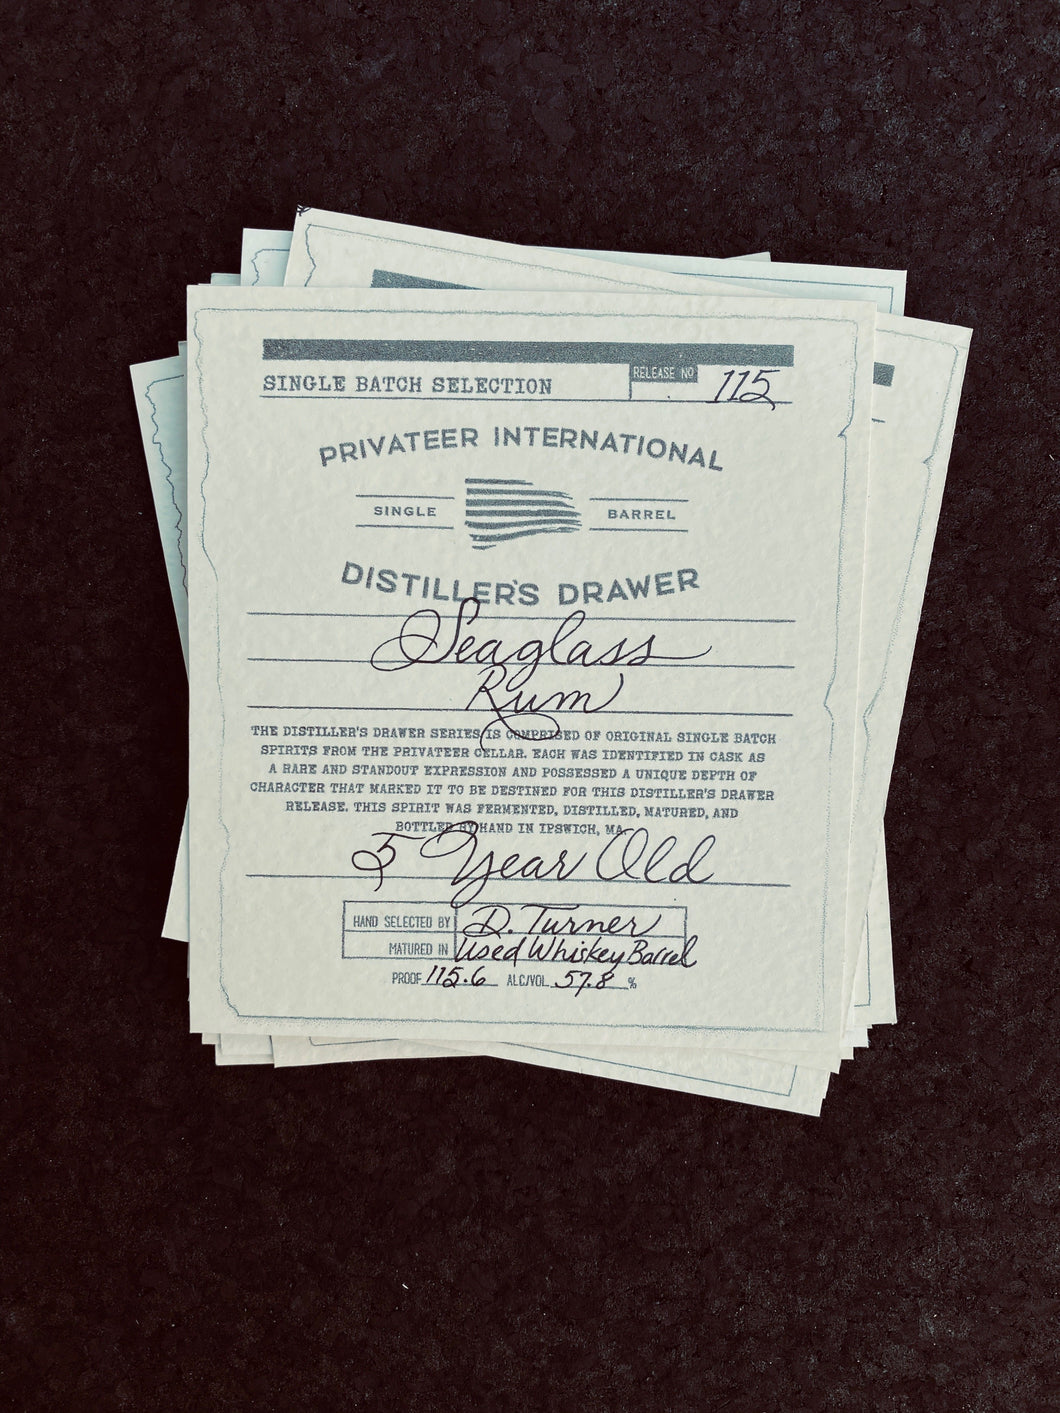 SINGLE BATCH SELECTION
RELEASE NO 115
PRIVATEER INTERNATIONAL
SINGLE BARREL
DISTILLER'S DRAWER
Seaglass
Rum
THE DISTILLER'S DRAWER SERIES IS COMPRISED OF ORIGINAL SINGLE BATCH
SPIRITS FROM THE PRIVATEER CELLAR. EACH WAS IDENTIFIED IN CASK AS
A RARE AND STANDOUT EXPRESSION AND POSSESSED A UNIQUE DEPTH OF
CHARACTER THAT MARKED IT TO BE DESTINED FOR THIS DISTILLER'S DRAWER
RELEASE. THIS SPIRIT WAS FERMENTED, DISTILLED, MATURED, AND
BOTTLED BY HAND IN IPSWICH, MA.
5 Year Old
HAND SELECTED BY D. Turner
MATURED IN Used Whiskey Barrel
PROOF 115.6 ALC/VOL 57.8 %